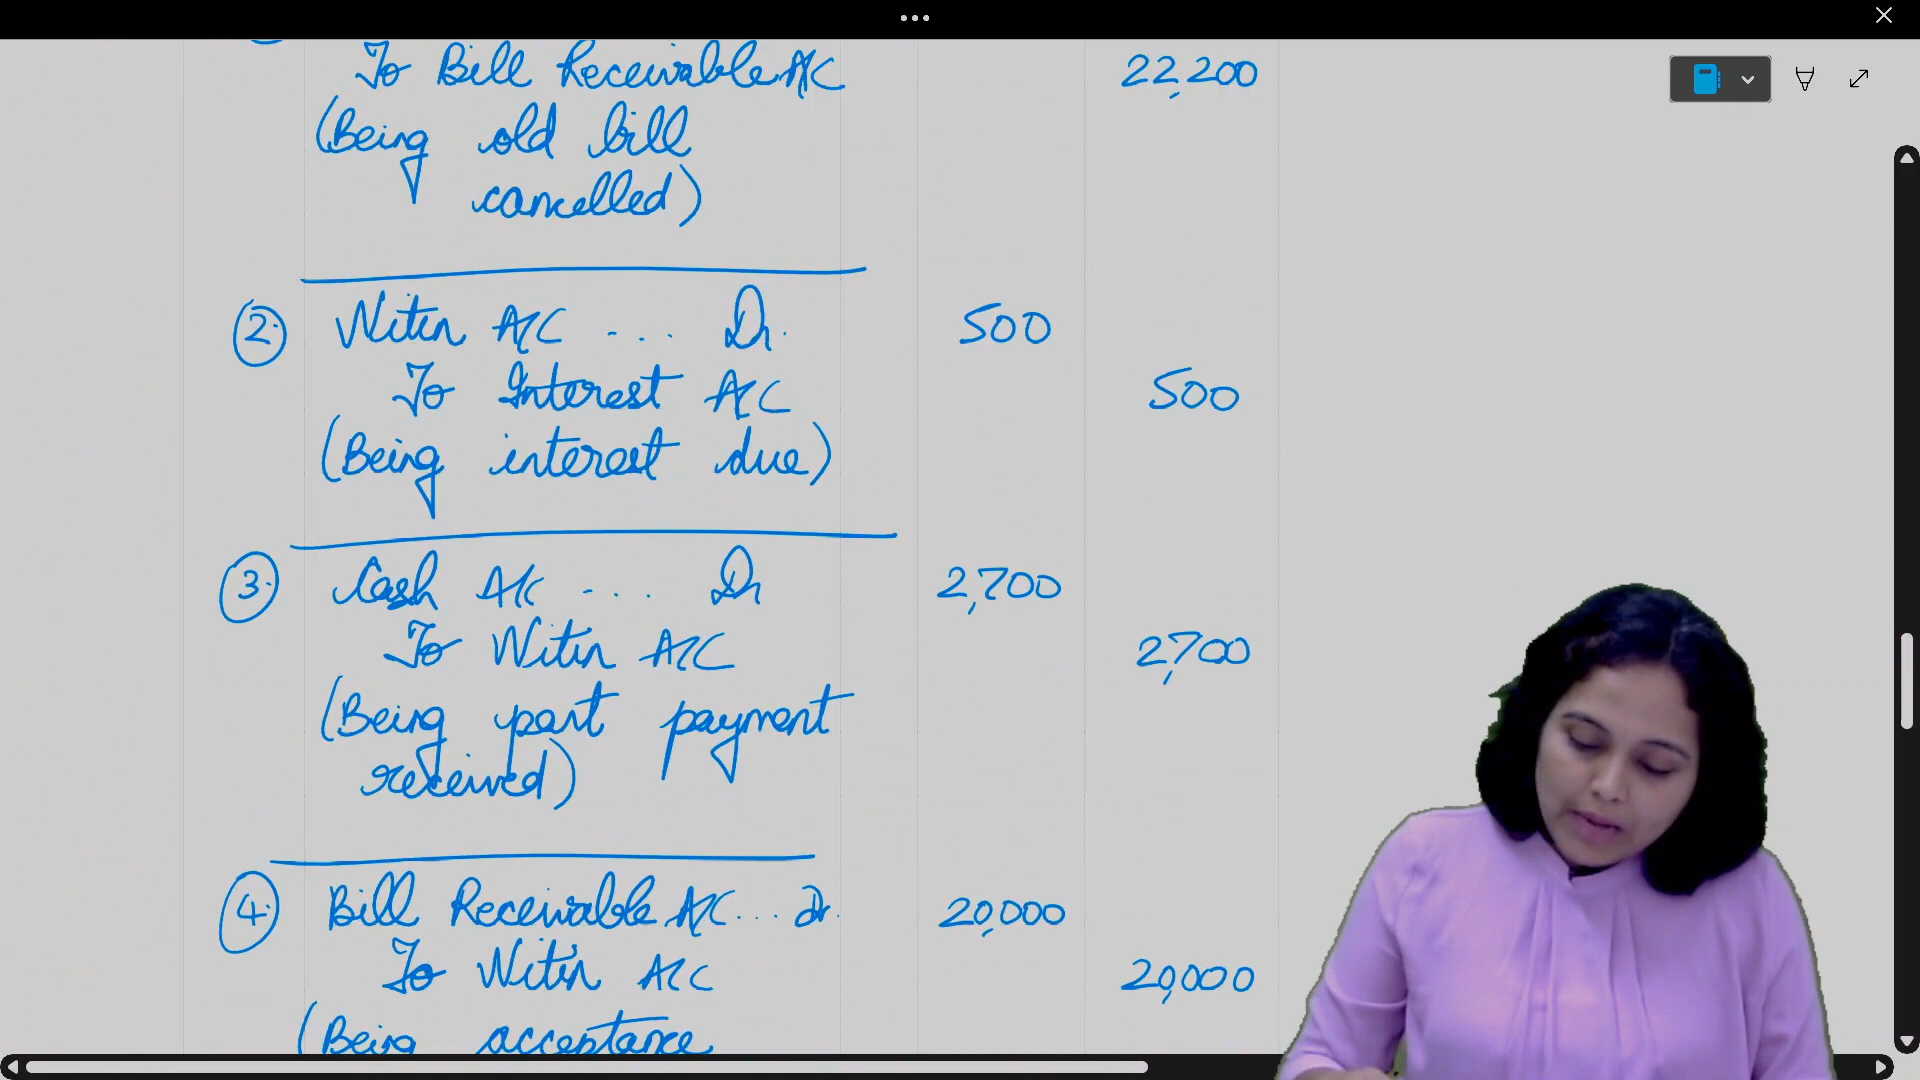 To Bill Receivable A/C 22,200
(Being old bill
cancelled)
2. Nitin A/C ... Dr. 500
To Interest A/C 500
(Being interest due)
3. Cash A/C ... Dr 2,700
To Nitin A/C 2,700
(Being part payment
received)
4. Bill Receivable A/C ... Dr. 20,000
To Nitin A/C 20,000
(Being acceptance